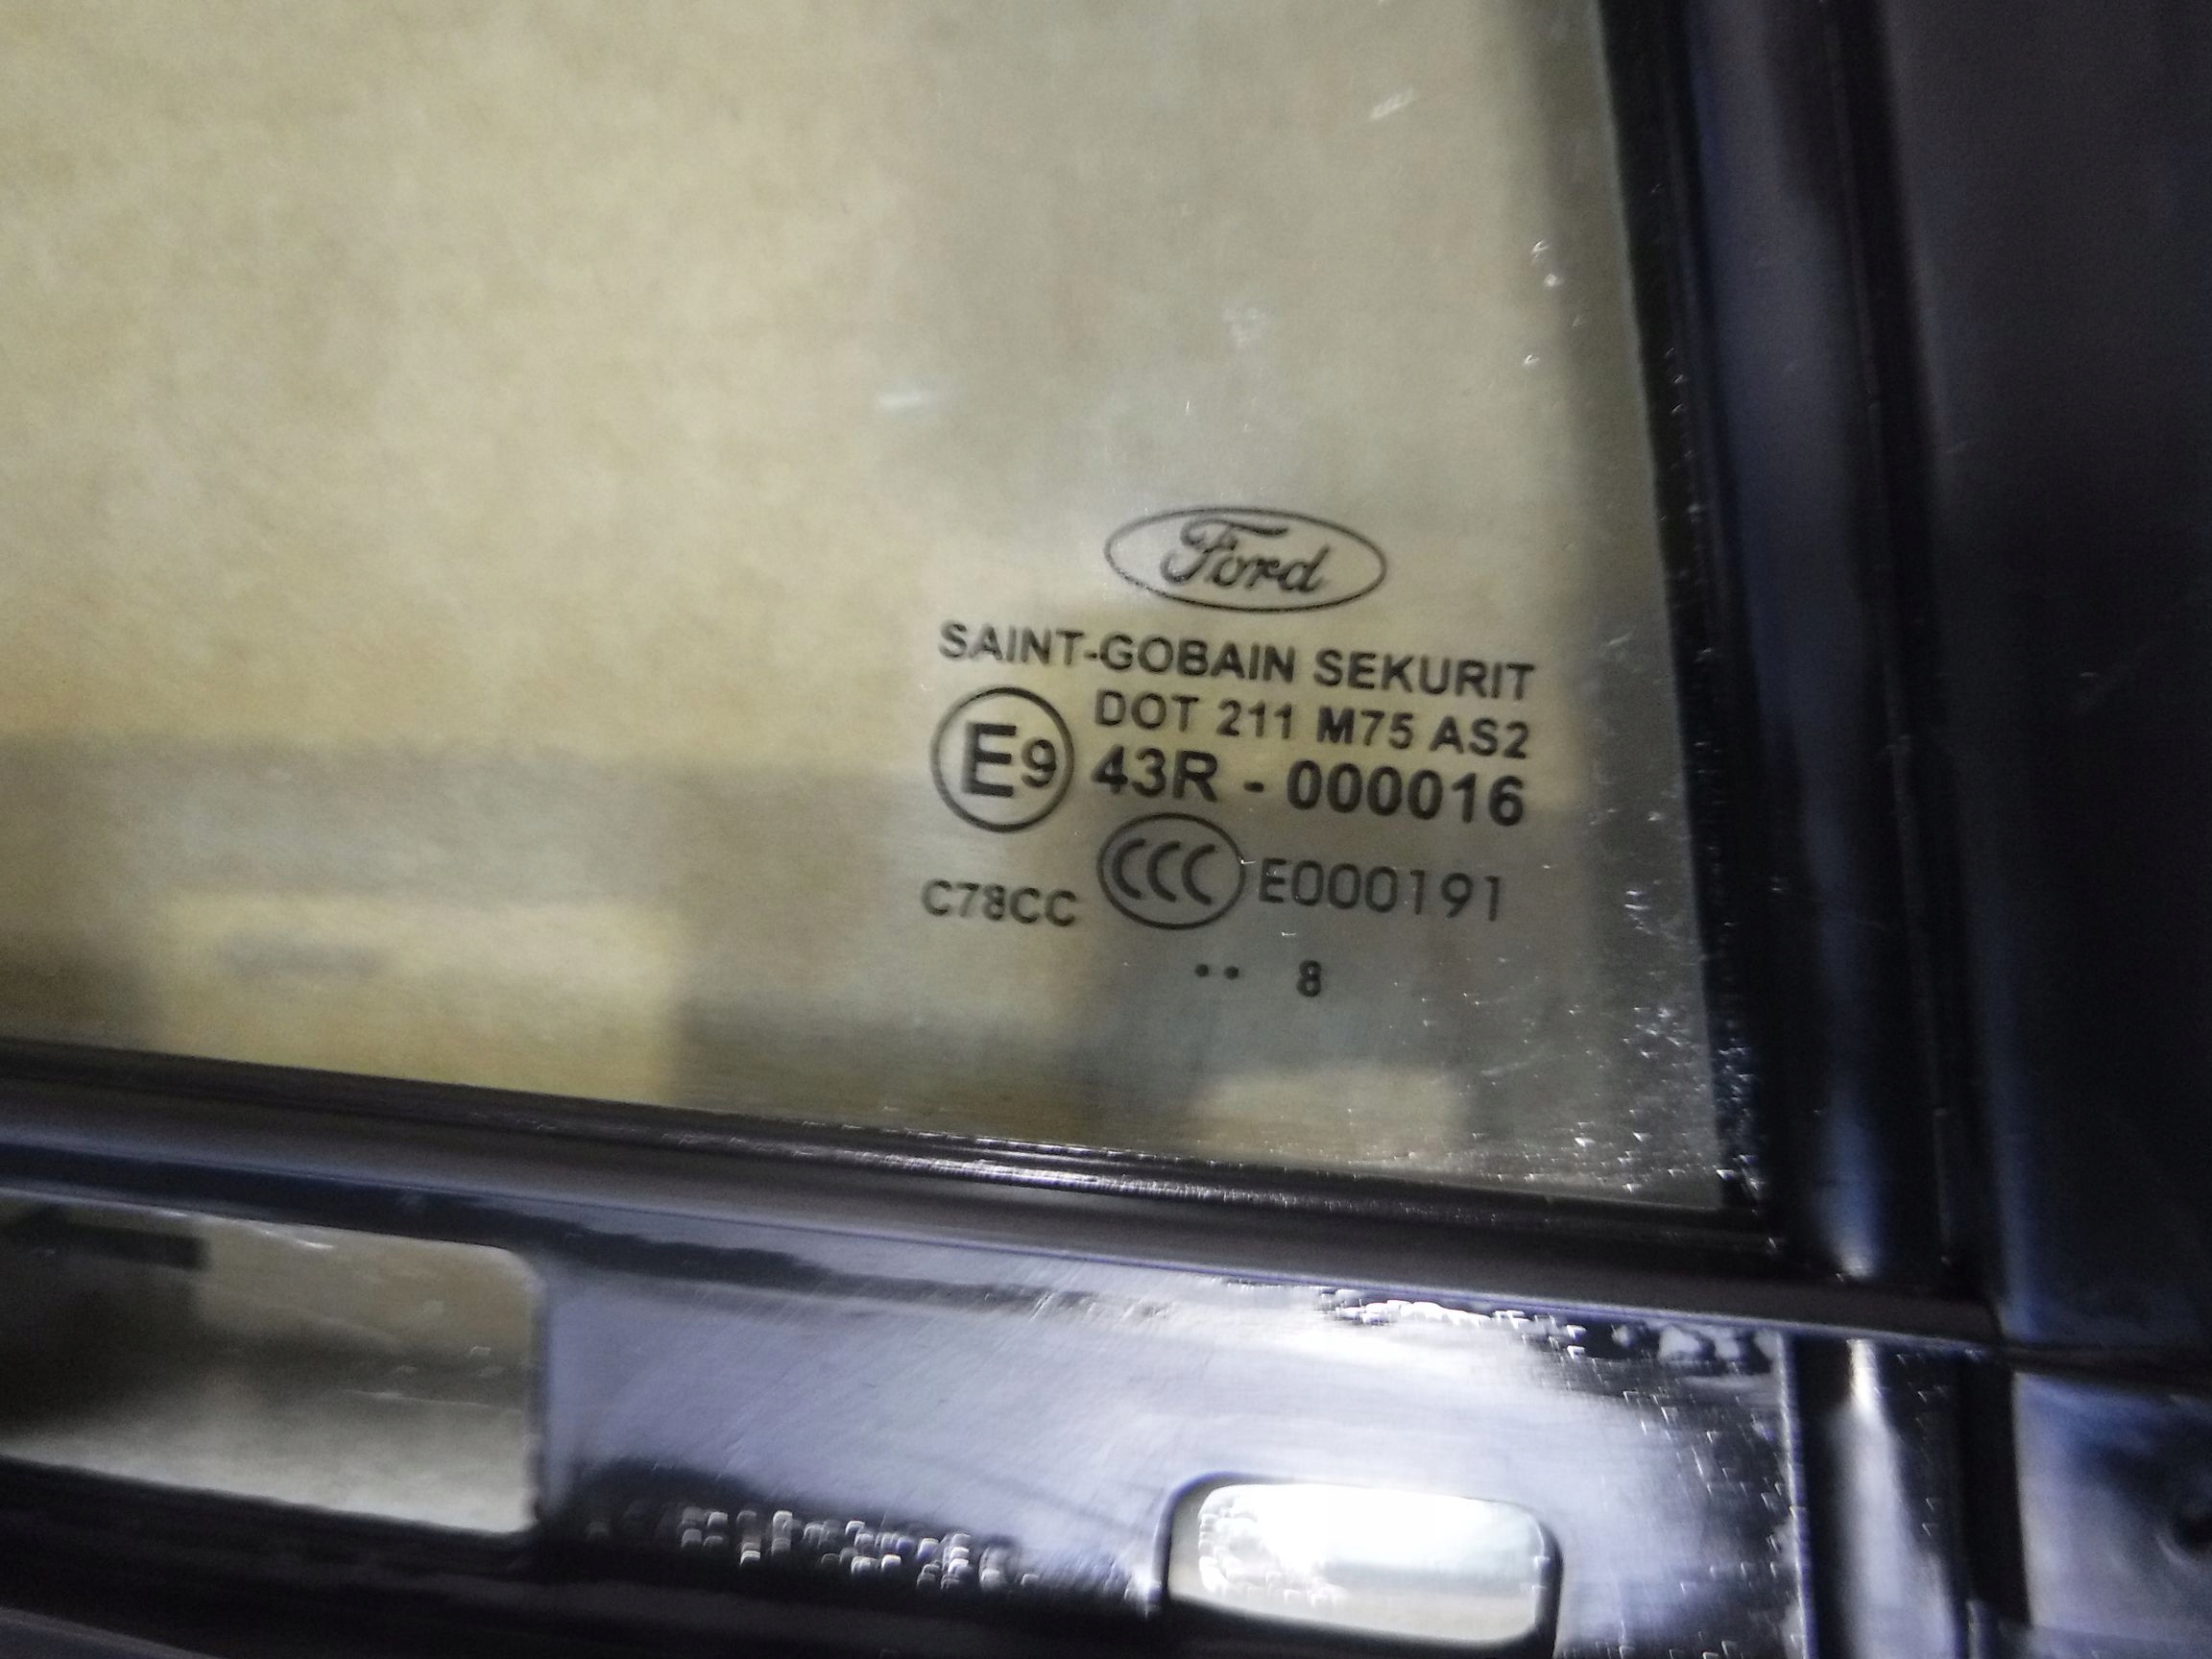 Ford
SAINT-GOBAIN SEKURIT
DOT 211 M75 AS2
E9 43R - 000016
C78CC CCC E000191
•• 8